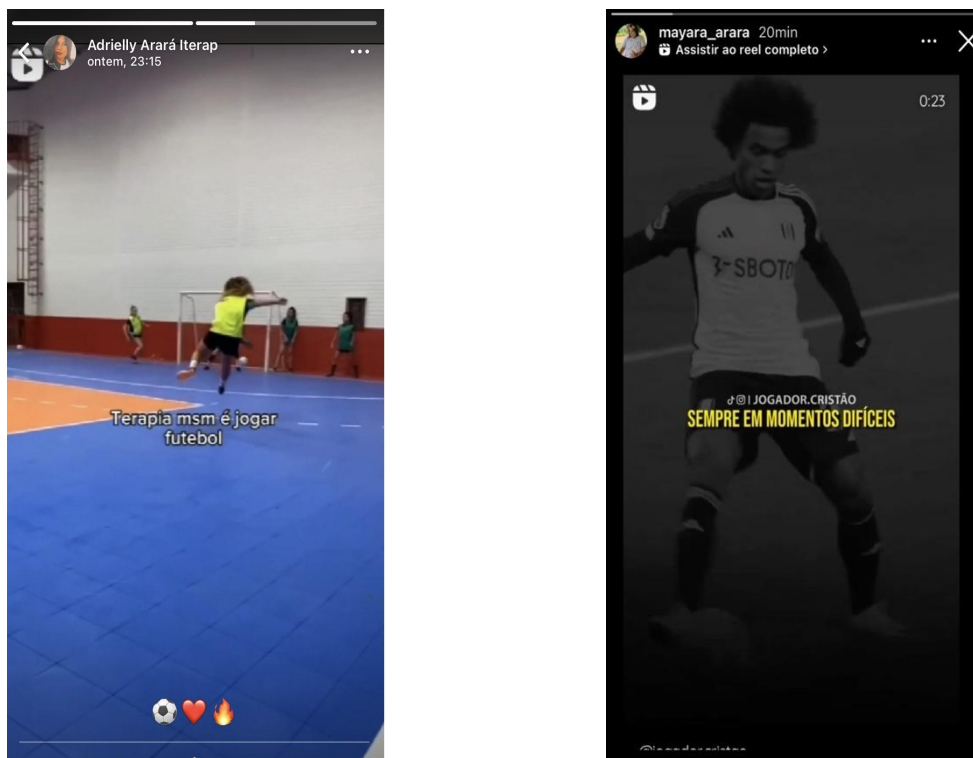 Adrielly Arará Iterap
ontem, 23:15
Terapia msm é jogar
futebol
mayara_arara 20min
Assistir ao reel completo >
0:23
SBOTO
| JOGADOR.CRISTÃO
SEMPRE EM MOMENTOS DIFÍCEIS